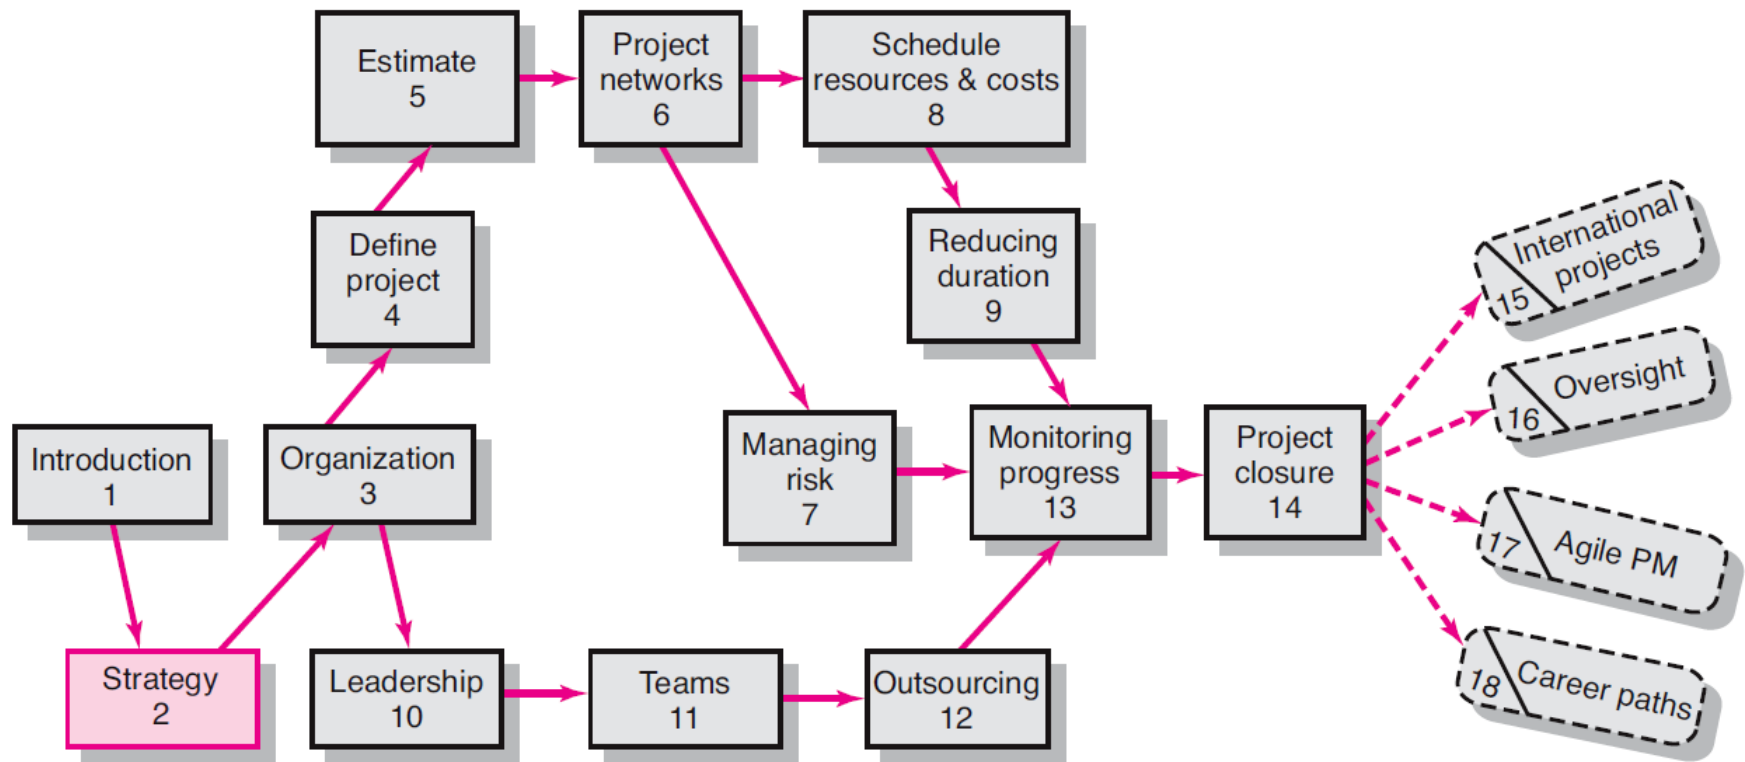 Estimate
5
Project
networks
6
Schedule
resources & costs
8
Define
project
4
Reducing
duration
9
International
projects
15
Oversight
16
Introduction
1
Organization
3
Managing
risk
7
Monitoring
progress
13
Project
closure
14
Agile PM
17
Strategy
2
Leadership
10
Teams
11
Outsourcing
12
Career paths
18